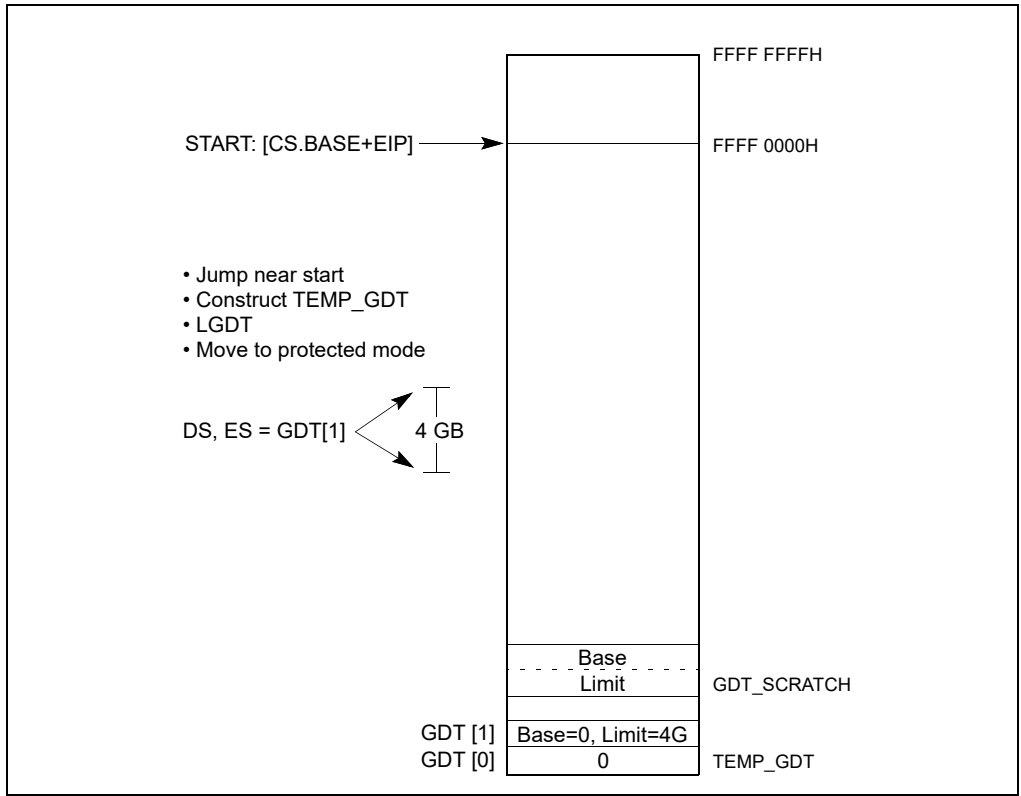 FFFF FFFFH
START: [CS.BASE+EIP]
FFFF 0000H
• Jump near start
• Construct TEMP_GDT
• LGDT
• Move to protected mode
DS, ES = GDT[1]
4 GB
Base
Limit
GDT_SCRATCH
GDT [1]
Base=0, Limit=4G
GDT [0]
0
TEMP_GDT